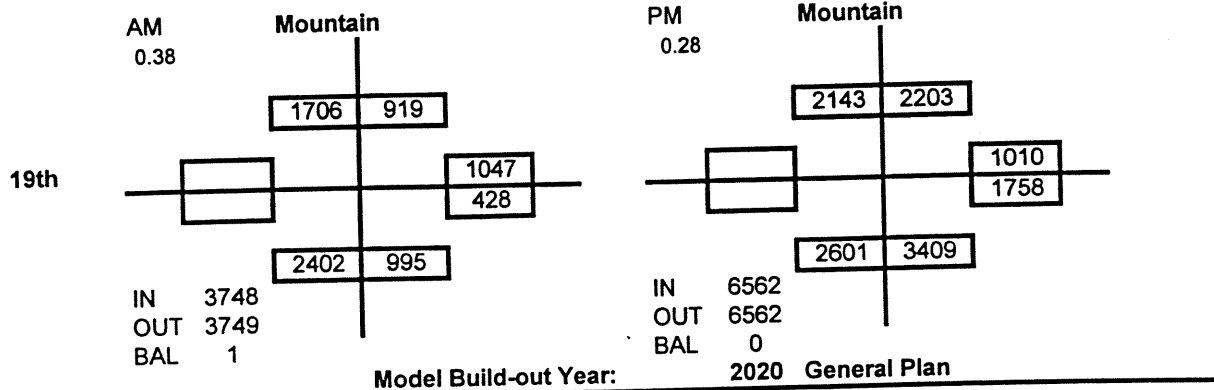 AM Mountain PM Mountain
0.38 0.28
1706 919 2143 2203
1047 1010
19th
428 1758
2402 995 2601 3409
IN 3748 IN 6562
OUT 3749 OUT 6562
BAL 1 BAL 0
Model Build-out Year: 2020 General Plan